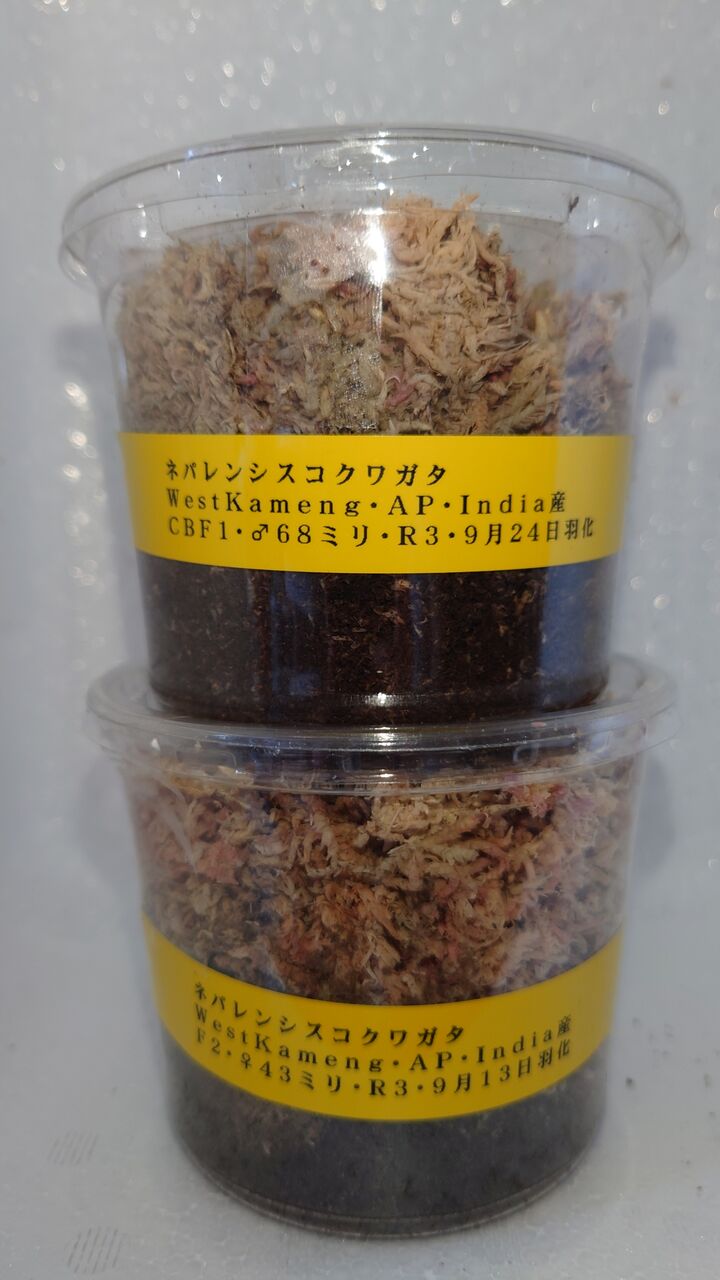 ネパレンシスコクワガタ
WestKameng・AP・India産
CBF1・♂68ミリ・R3・9月24日羽化
ネパレンシスコクワガタ
WestKameng・AP・India産
F2・♀43ミリ・R3・9月13日羽化